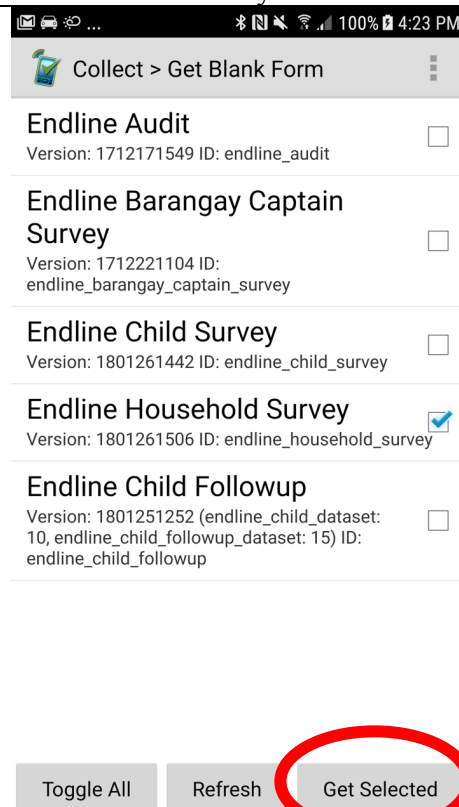 100% 4:23 PM
Collect > Get Blank Form
Endline Audit
Version: 1712171549 ID: endline_audit
Endline Barangay Captain
Survey
Version: 1712221104 ID:
endline_barangay_captain_survey
Endline Child Survey
Version: 1801261442 ID: endline_child_survey
Endline Household Survey
Version: 1801261506 ID: endline_household_survey
Endline Child Followup
Version: 1801251252 (endline_child_dataset:
10, endline_child_followup_dataset: 15) ID:
endline_child_followup
Toggle All Refresh Get Selected